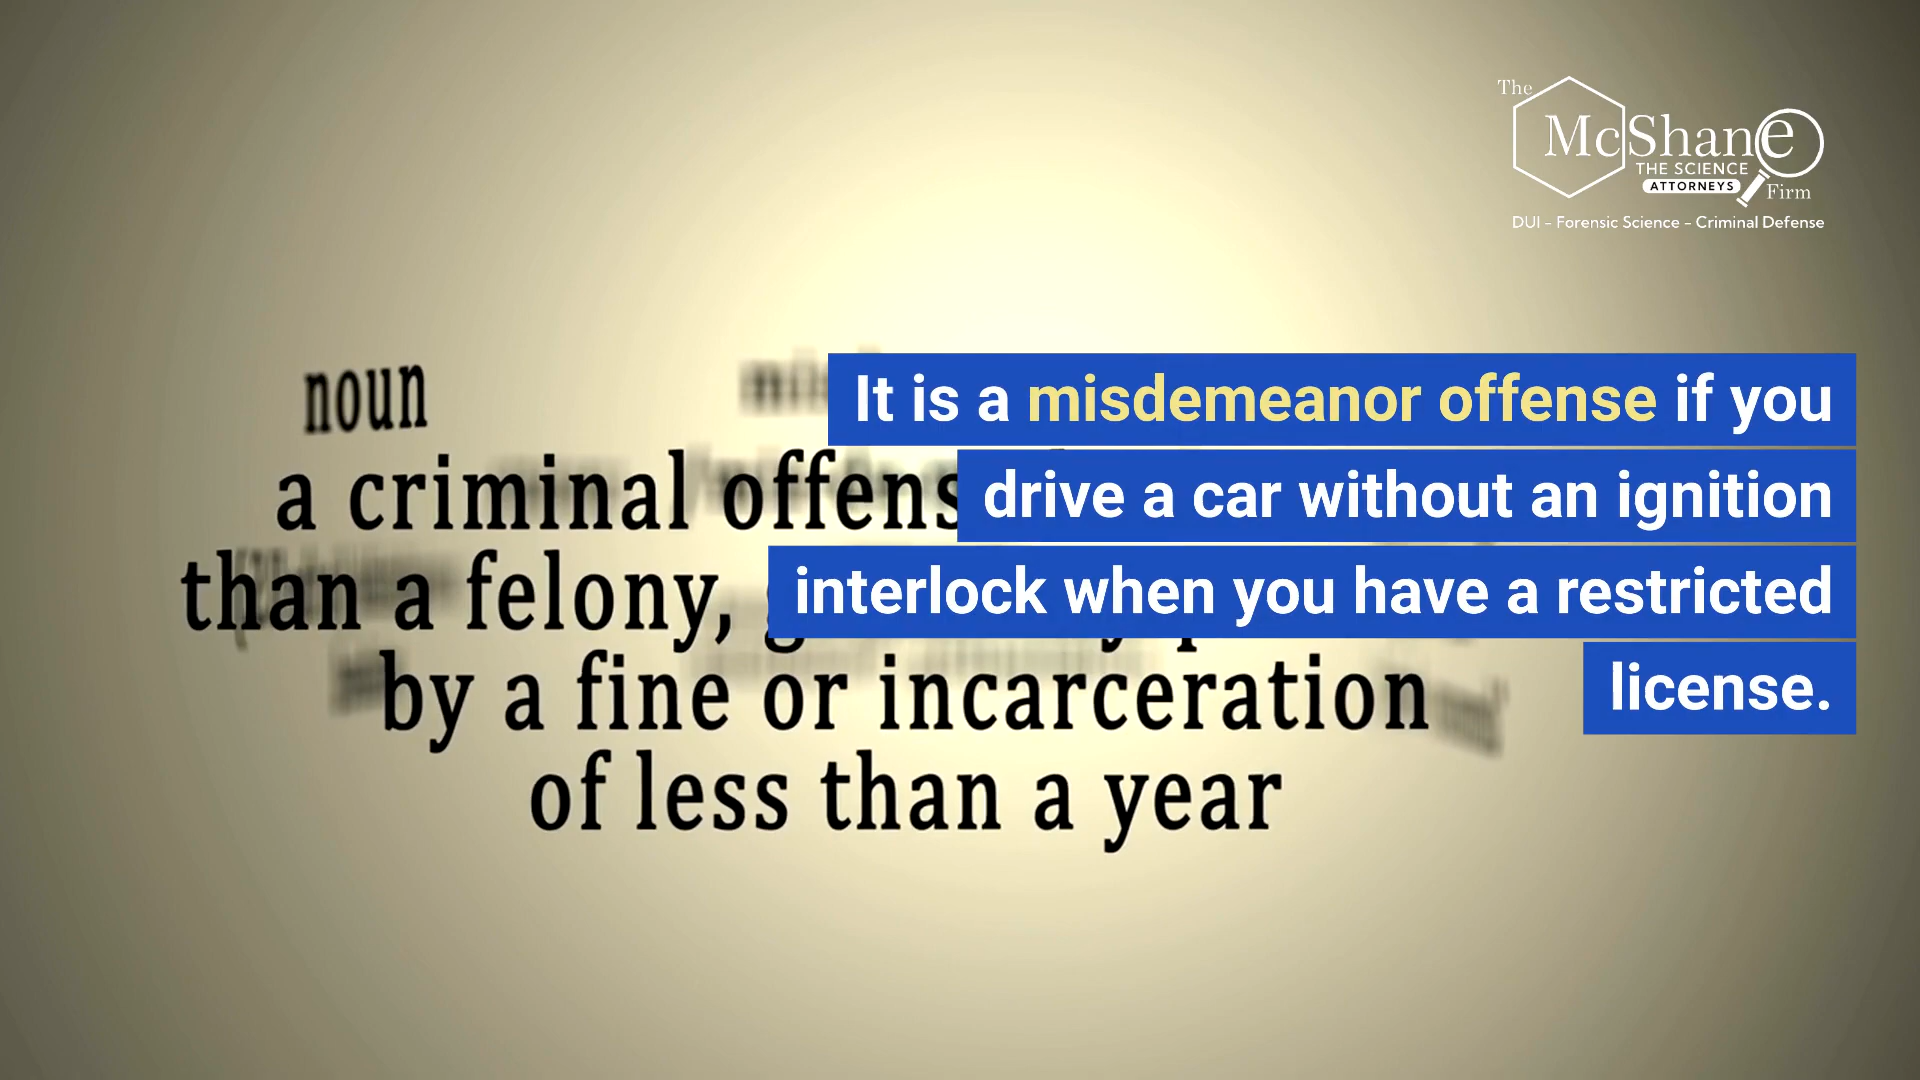 The
McShane
THE SCIENCE
ATTORNEYS
Firm
DUI - Forensic Science - Criminal Defense
noun
It is a misdemeanor offense if you
a criminal offens
drive a car without an ignition
than a felony,
interlock when you have a restricted
by a fine or incarceration
license.
of less than a year